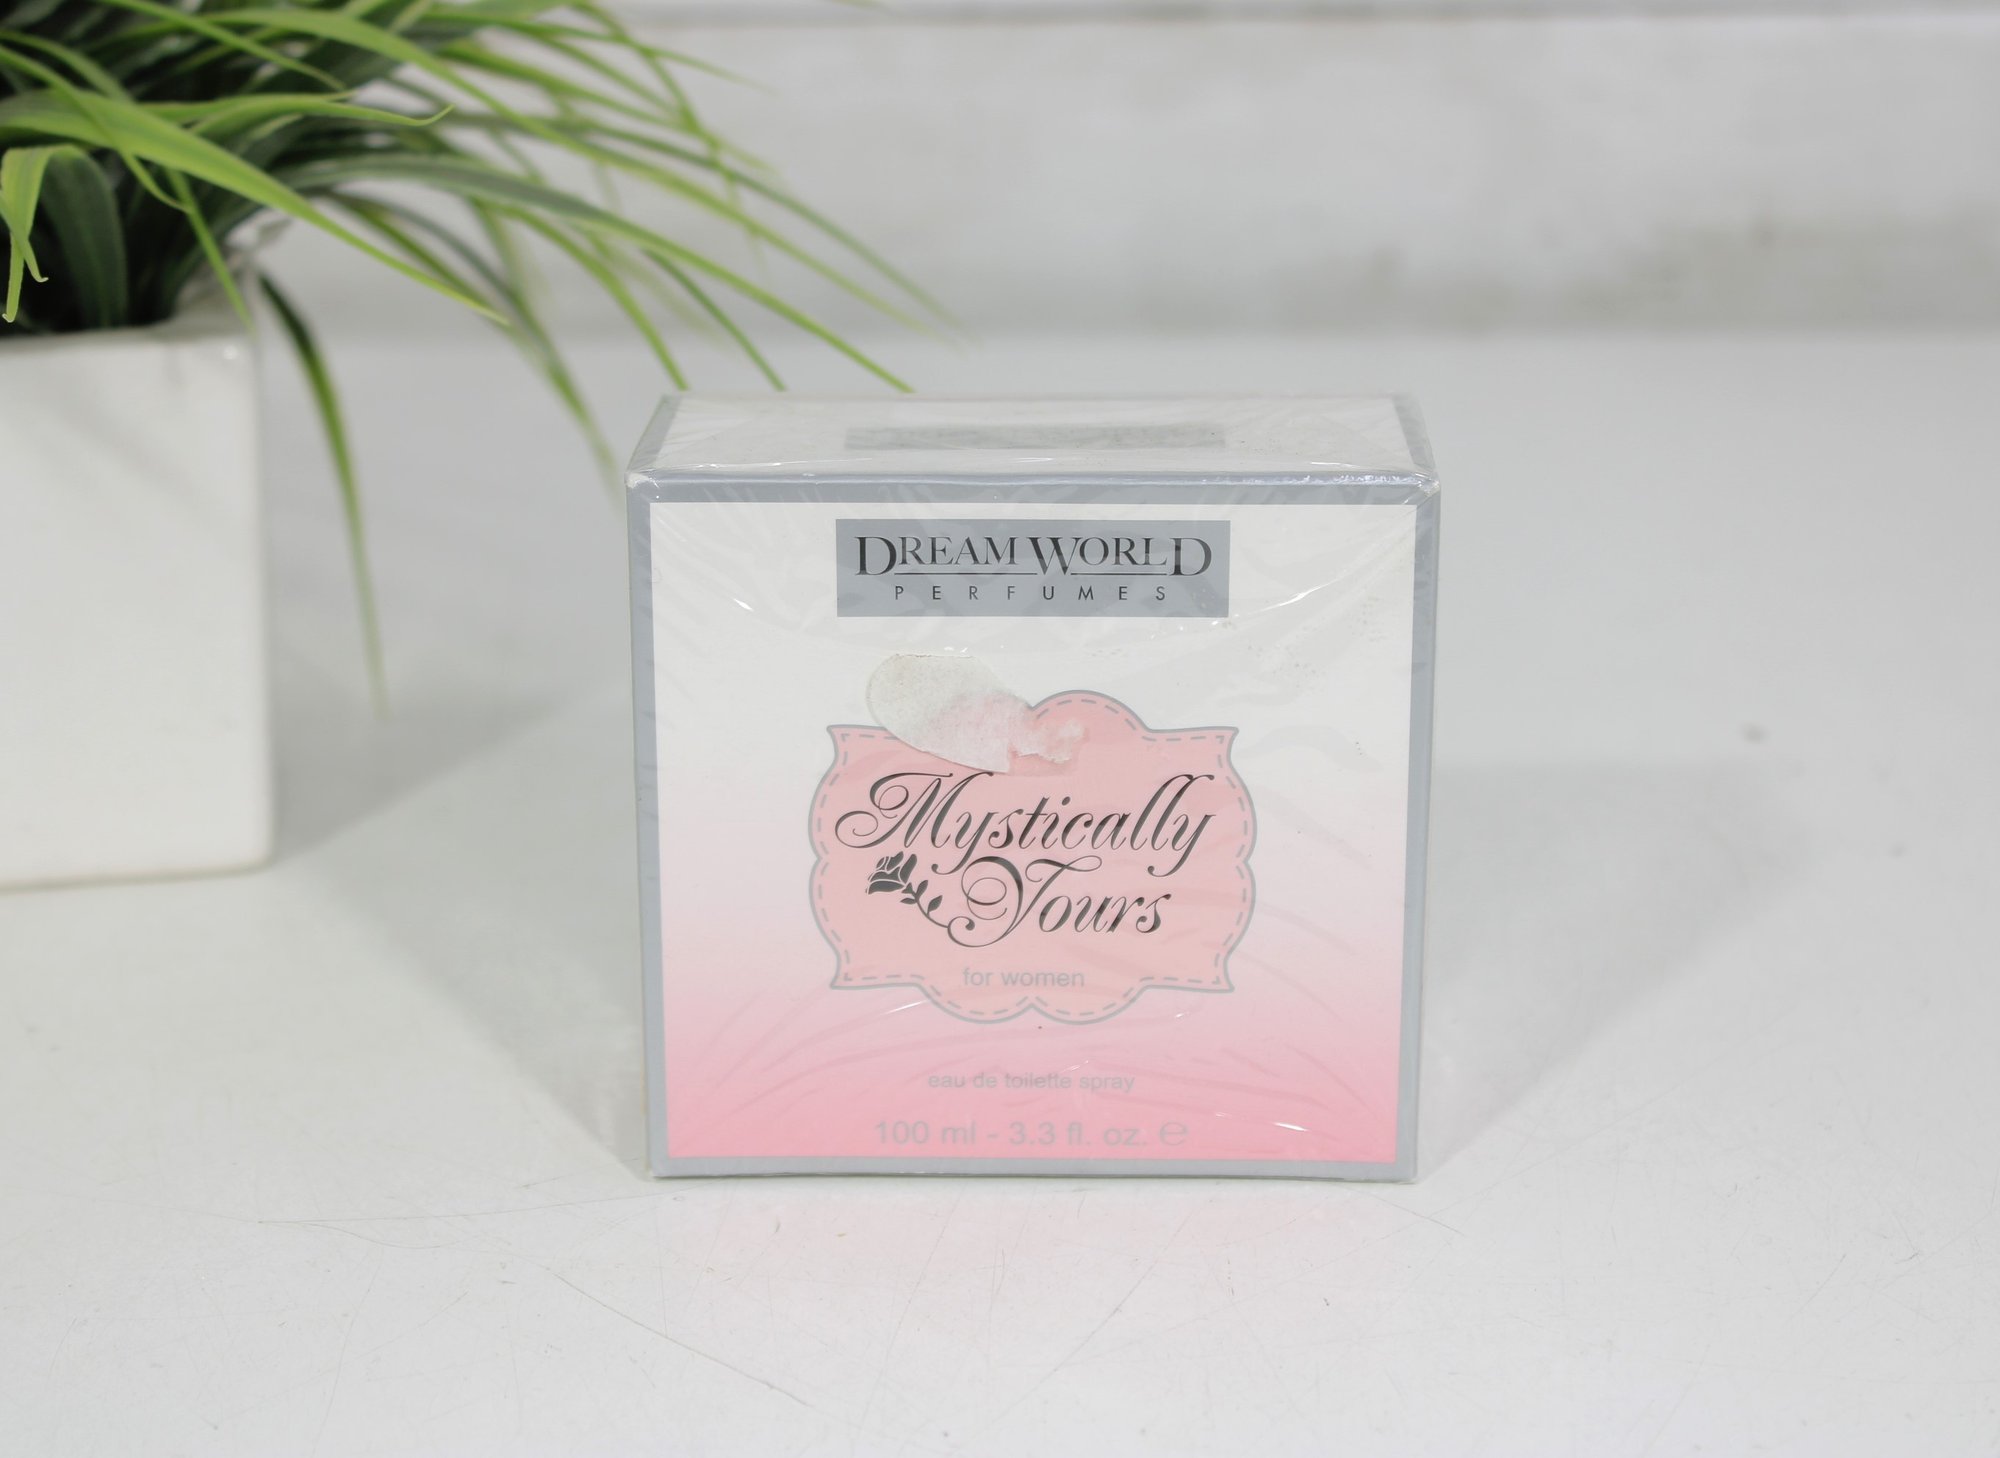 DREAM WORLD
PERFUMES
Mystically
Yours
for women
eau de toilette spray
100 ml - 3.3 fl. oz. ℮